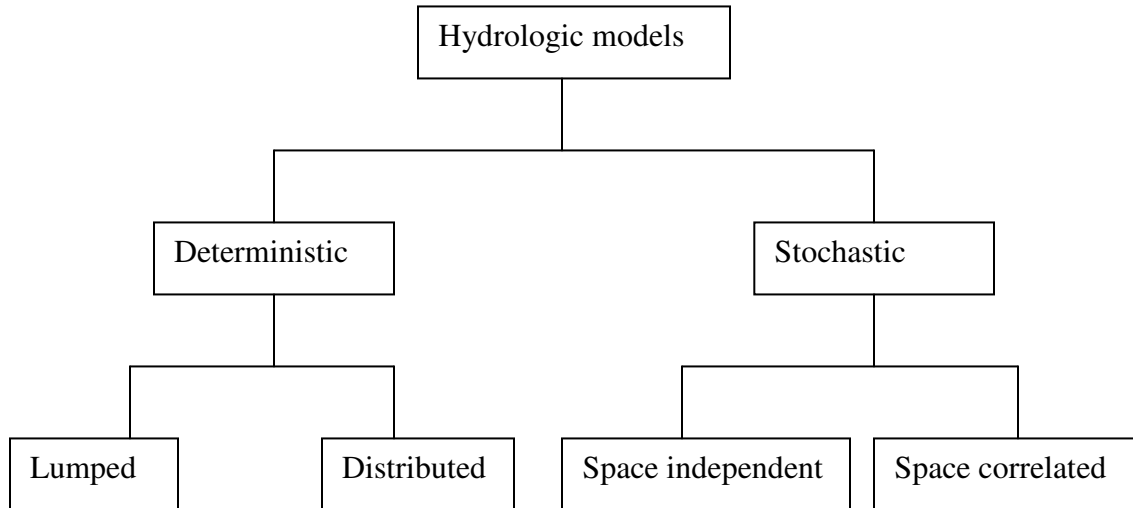 Hydrologic models
Deterministic
Stochastic
Lumped
Distributed
Space independent
Space correlated